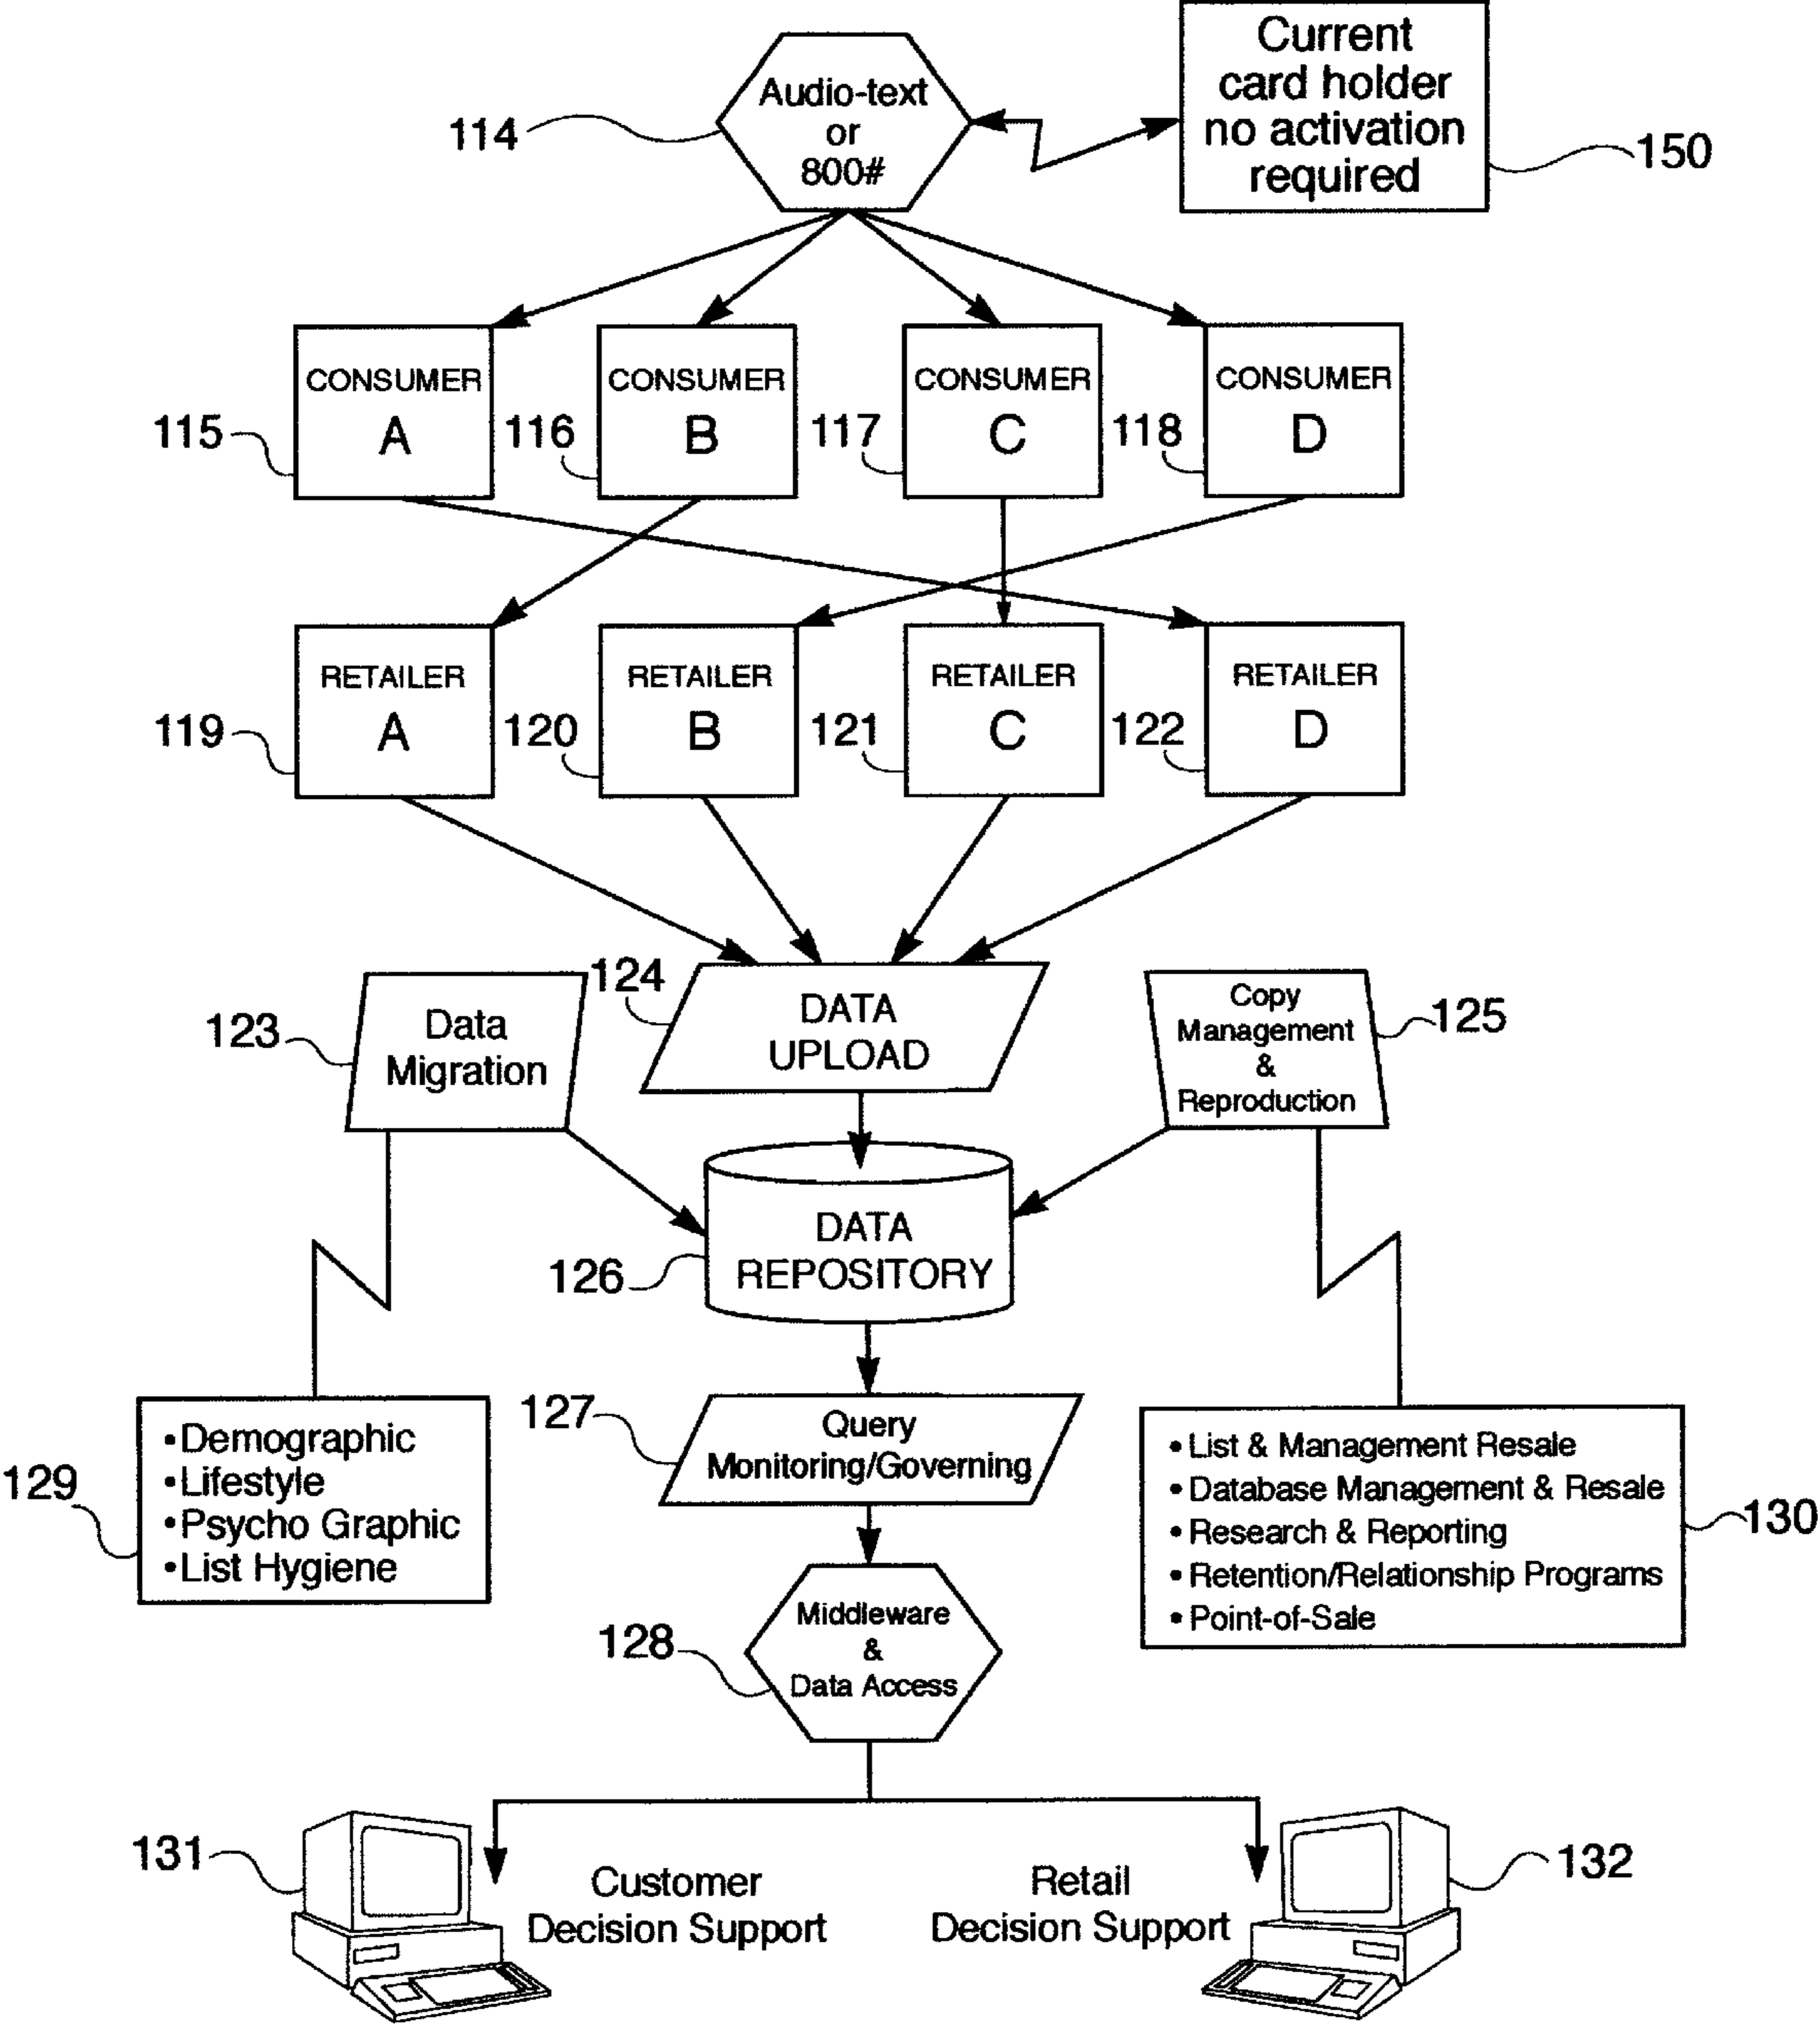 Current
card holder
no activation
required
150
Audio-text
or
800#
114
CONSUMER
A
115
CONSUMER
B
116
CONSUMER
C
117
CONSUMER
D
118
RETAILER
A
119
RETAILER
B
120
RETAILER
C
121
RETAILER
D
122
Data
Migration
123
DATA
UPLOAD
124
Copy
Management
&
Reproduction
125
DATA
REPOSITORY
126
Query
Monitoring/Governing
127
•Demographic
•Lifestyle
•Psycho Graphic
•List Hygiene
129
• List & Management Resale
• Database Management & Resale
• Research & Reporting
• Retention/Relationship Programs
• Point-of-Sale
130
Middleware
&
Data Access
128
131
Customer
Decision Support
Retail
Decision Support
132